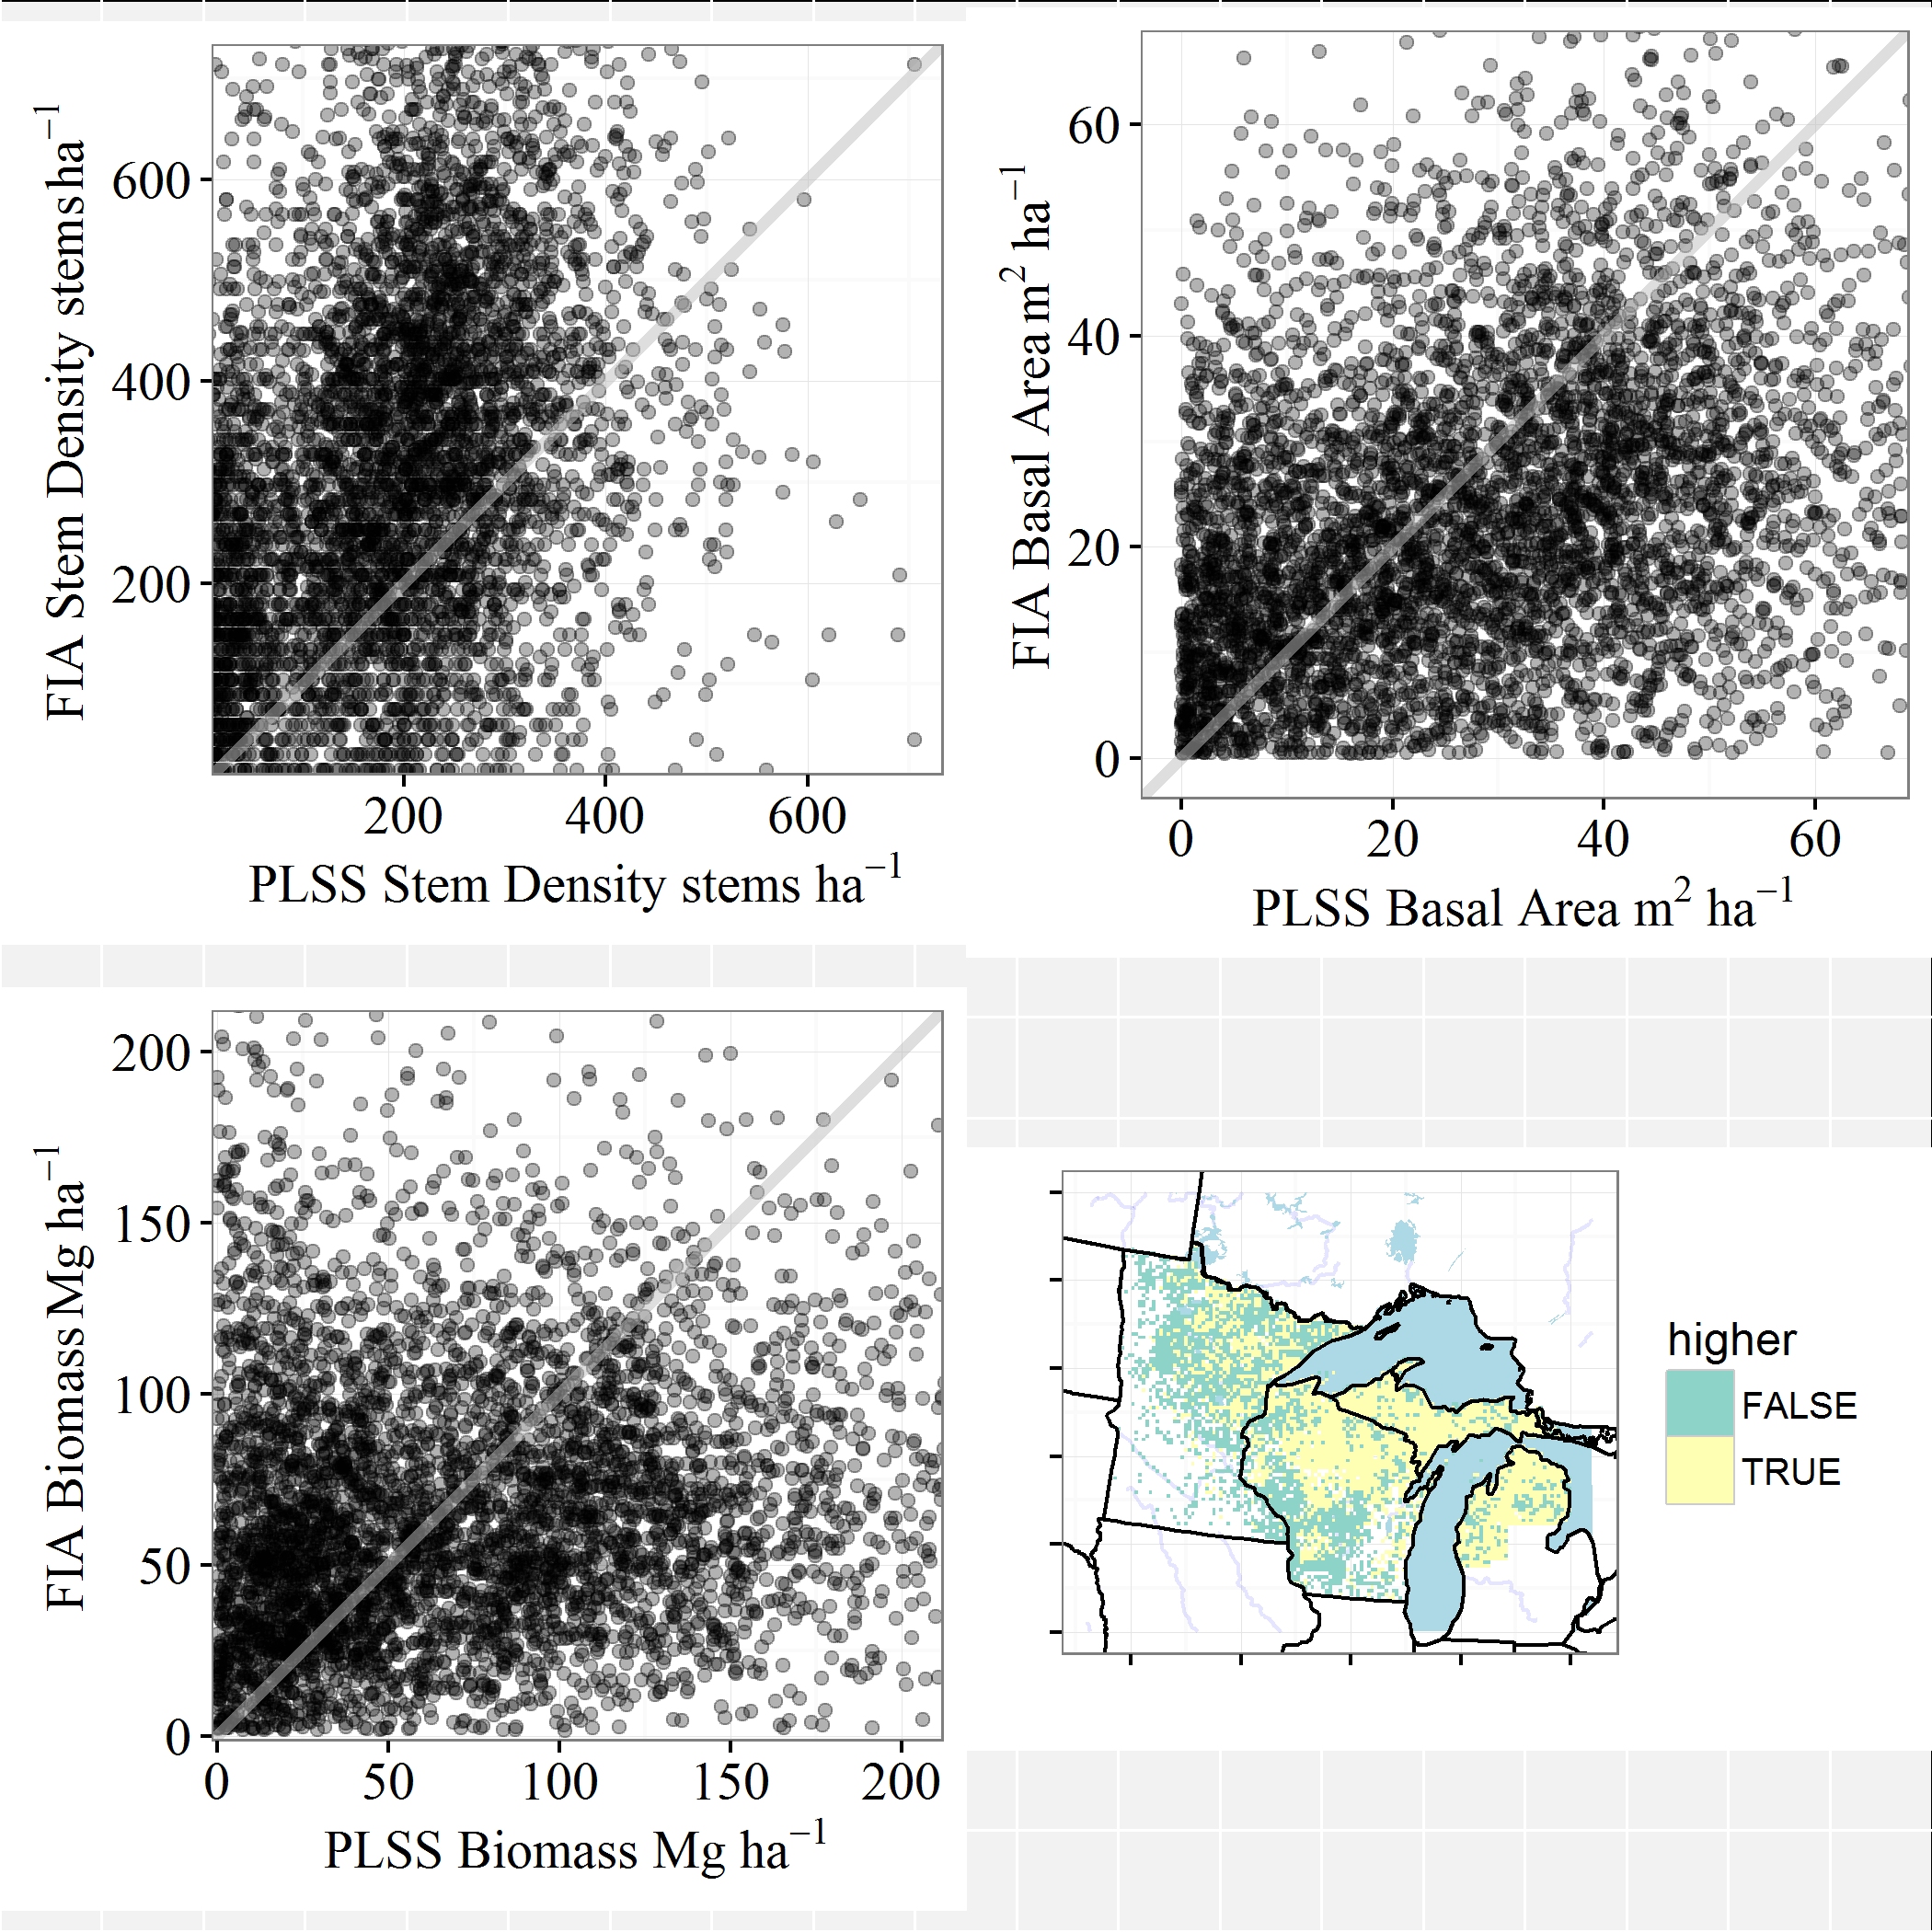 600
400
200
FIA Stem Density stems ha⁻¹
200 400 600
PLSS Stem Density stems ha⁻¹
60
40
20
0
FIA Basal Area m² ha⁻¹
0 20 40 60
PLSS Basal Area m² ha⁻¹
200
150
100
50
0
FIA Biomass Mg ha⁻¹
0 50 100 150 200
PLSS Biomass Mg ha⁻¹
higher
FALSE
TRUE